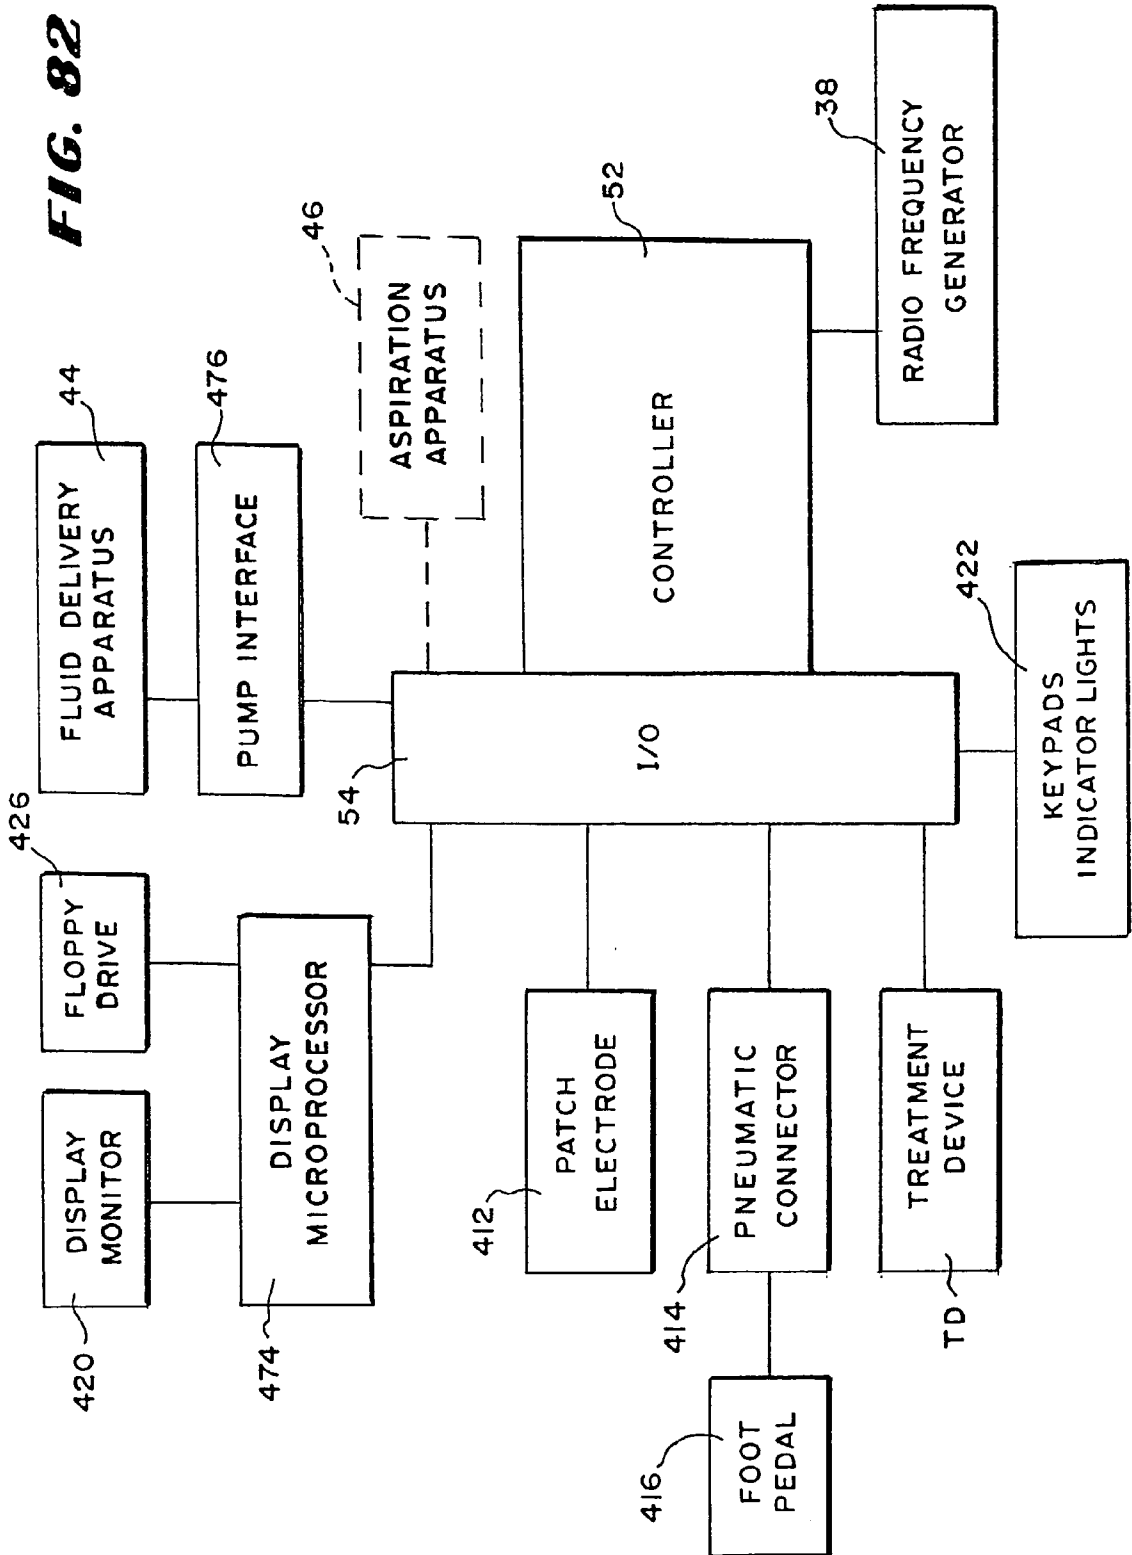 FIG. 82
420
DISPLAY
MONITOR
426
FLOPPY
DRIVE
44
FLUID DELIVERY
APPARATUS
474
DISPLAY
MICROPROCESSOR
476
PUMP INTERFACE
46
ASPIRATION
APPARATUS
54
I/O
52
CONTROLLER
412
PATCH
ELECTRODE
416
FOOT
PEDAL
414
PNEUMATIC
CONNECTOR
TD
TREATMENT
DEVICE
422
KEYPADS
INDICATOR LIGHTS
38
RADIO FREQUENCY
GENERATOR